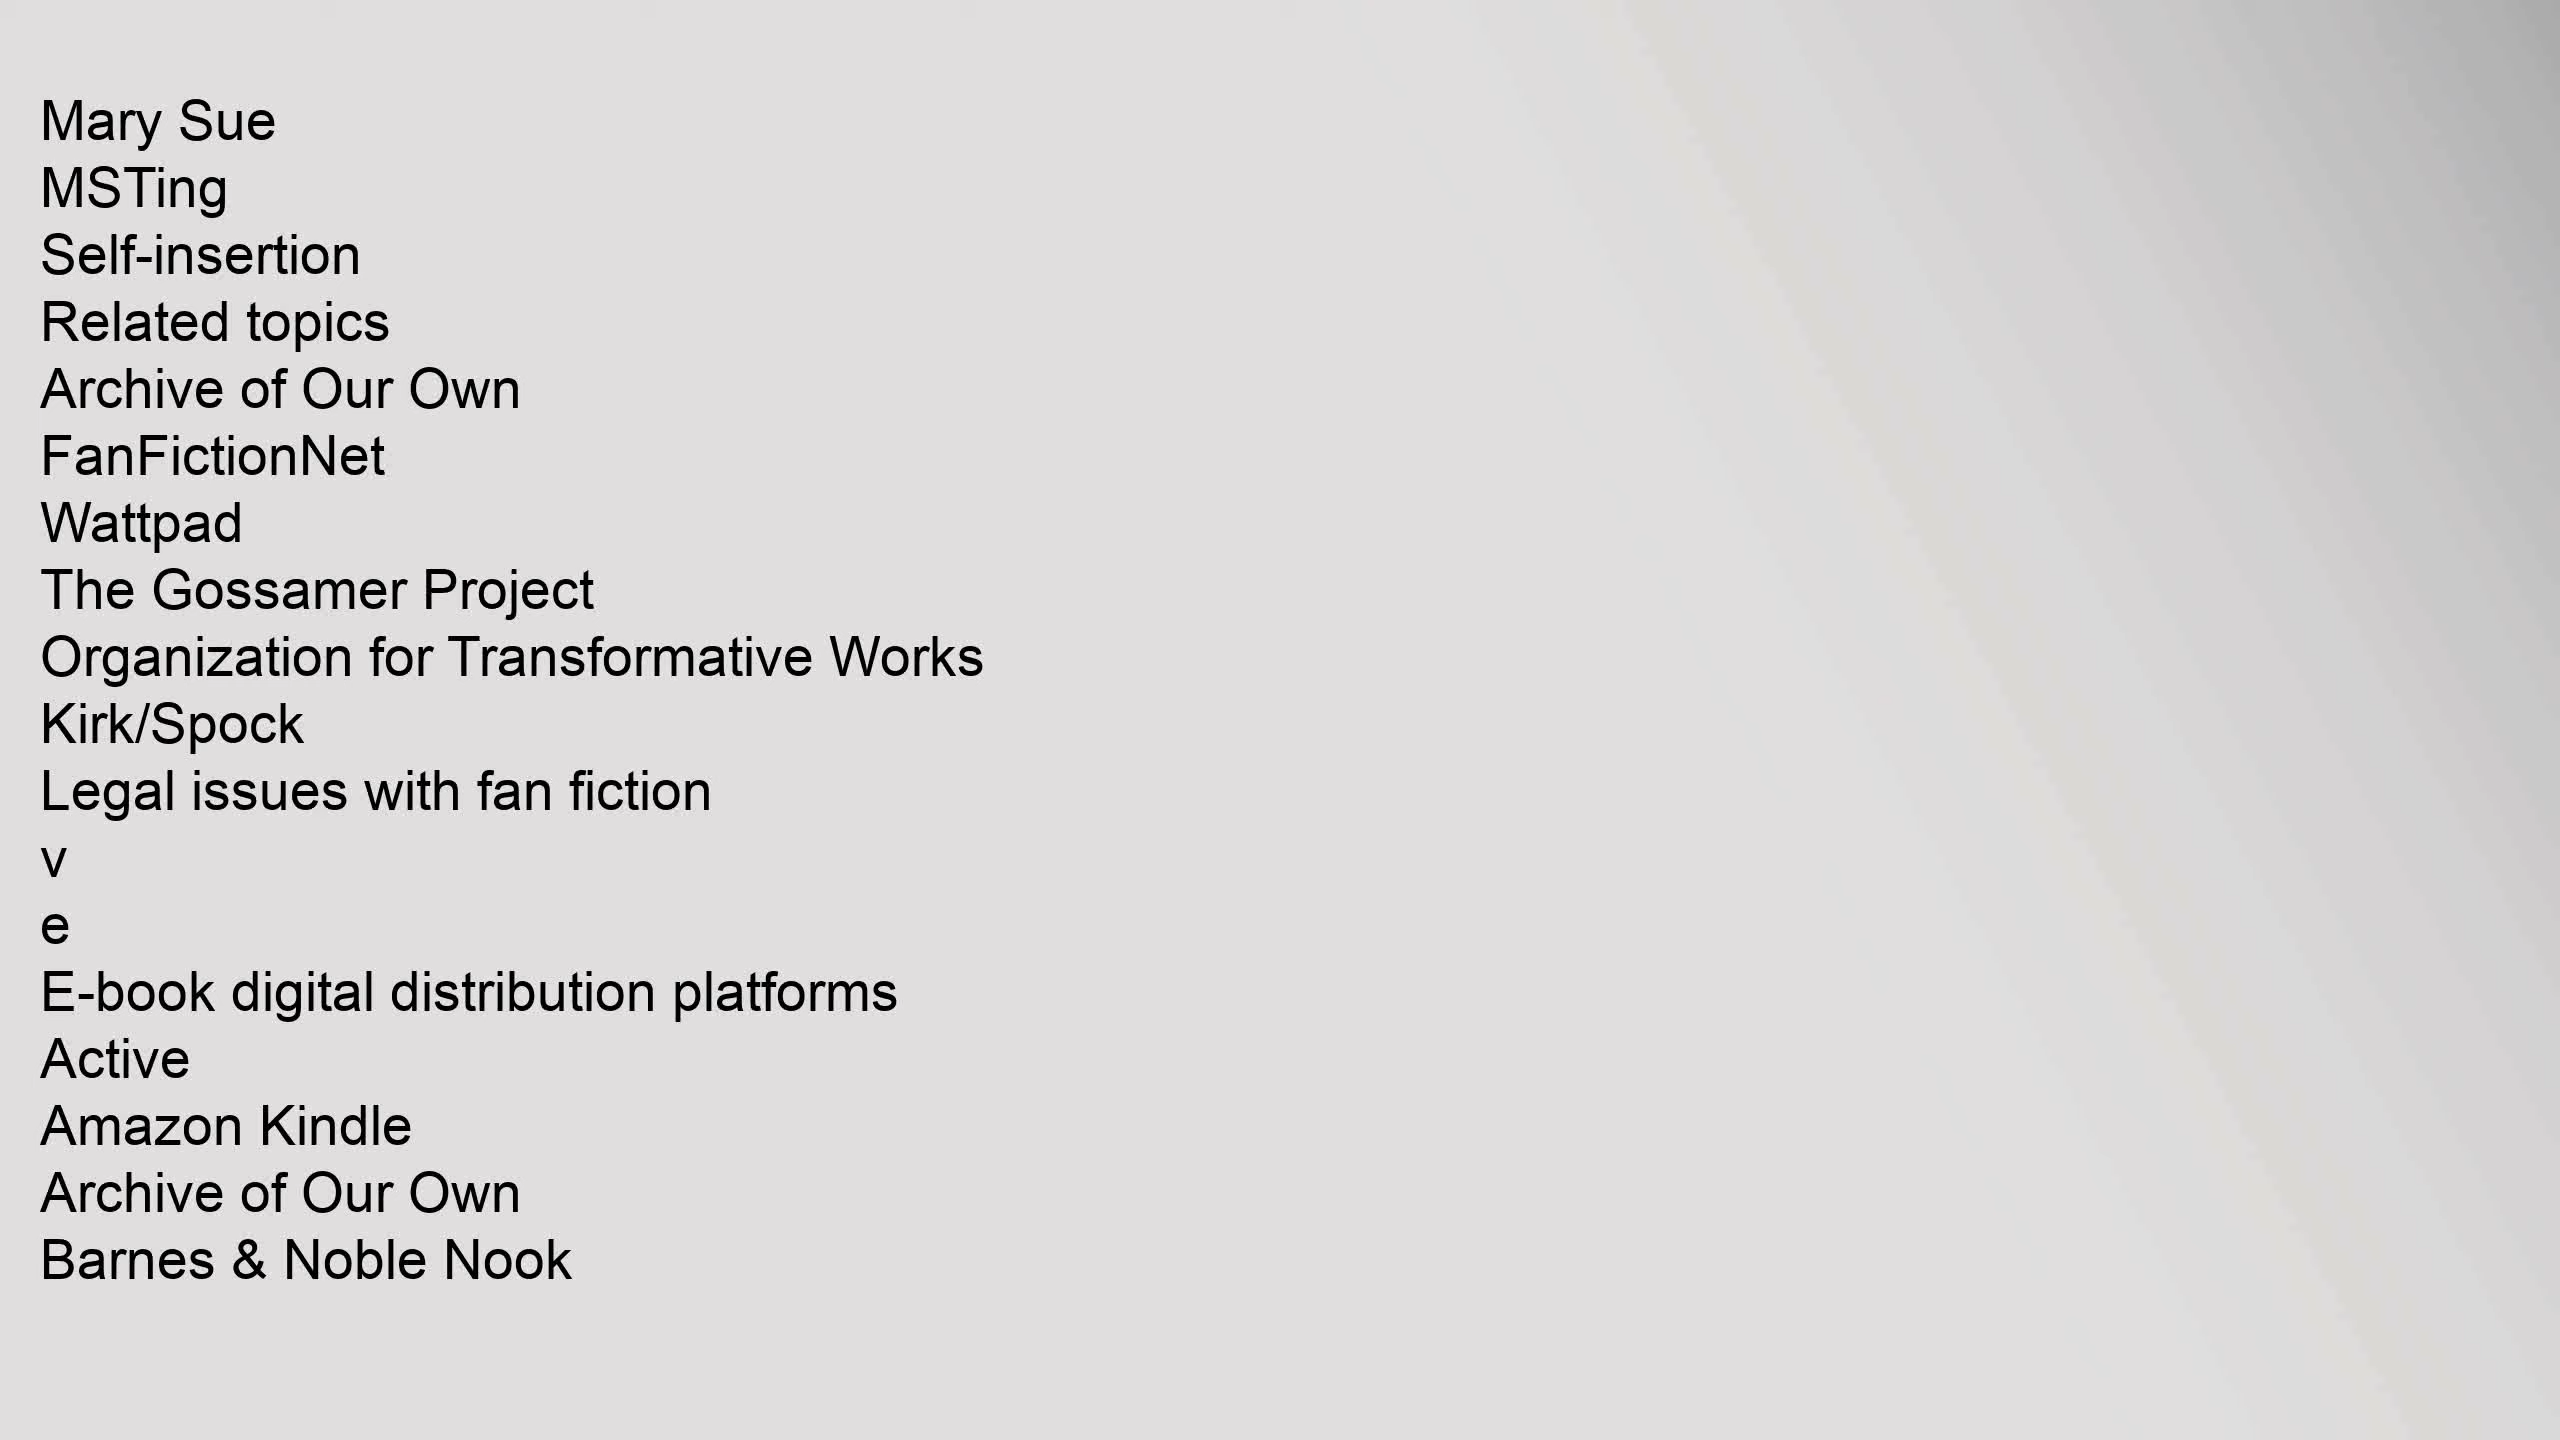 Mary Sue
MSTing
Self-insertion
Related topics
Archive of Our Own
FanFictionNet
Wattpad
The Gossamer Project
Organization for Transformative Works
Kirk/Spock
Legal issues with fan fiction
v
e
E-book digital distribution platforms
Active
Amazon Kindle
Archive of Our Own
Barnes & Noble Nook